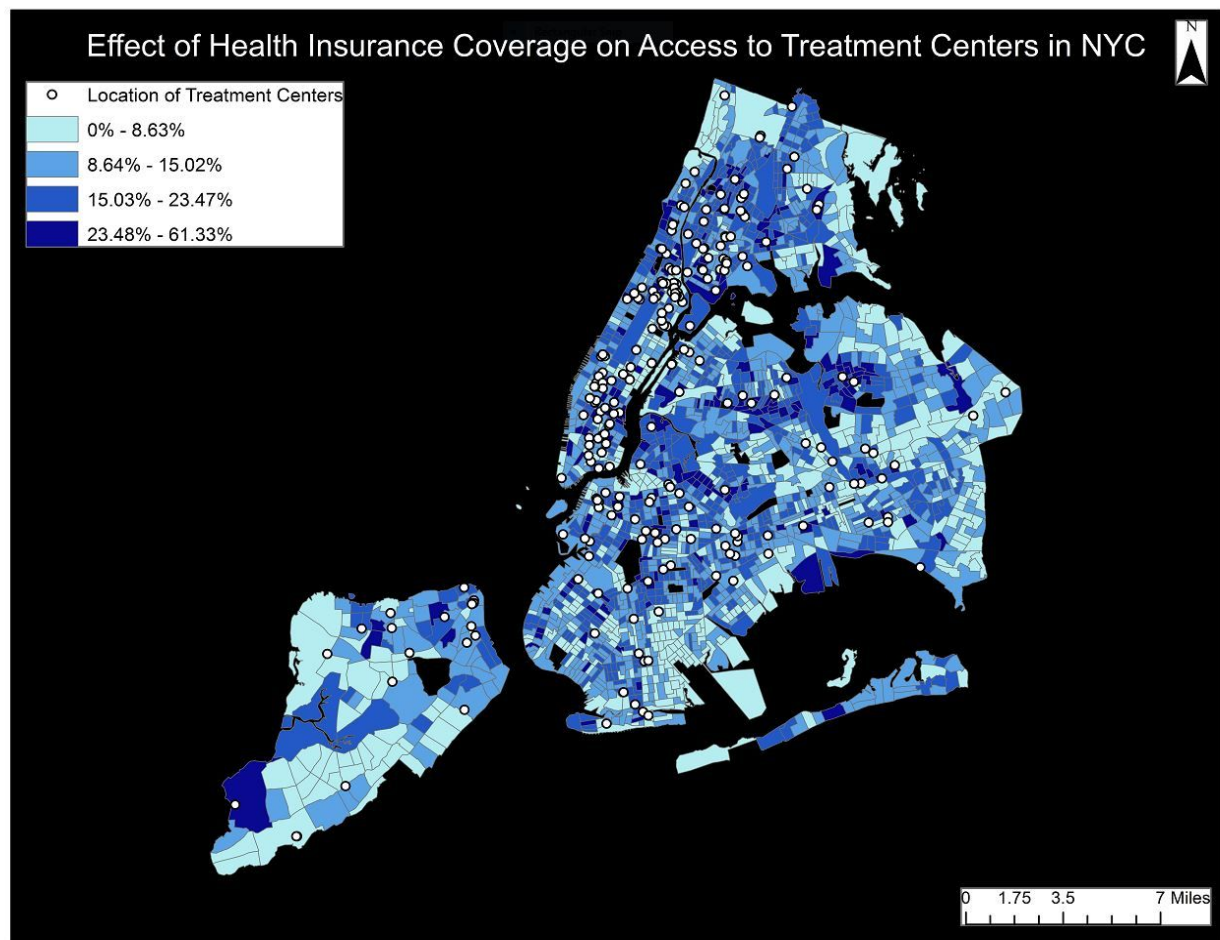 Effect of Health Insurance Coverage on Access to Treatment Centers in NYC
N
Location of Treatment Centers
0% - 8.63%
8.64% - 15.02%
15.03% - 23.47%
23.48% - 61.33%
0 1.75 3.5 7 Miles